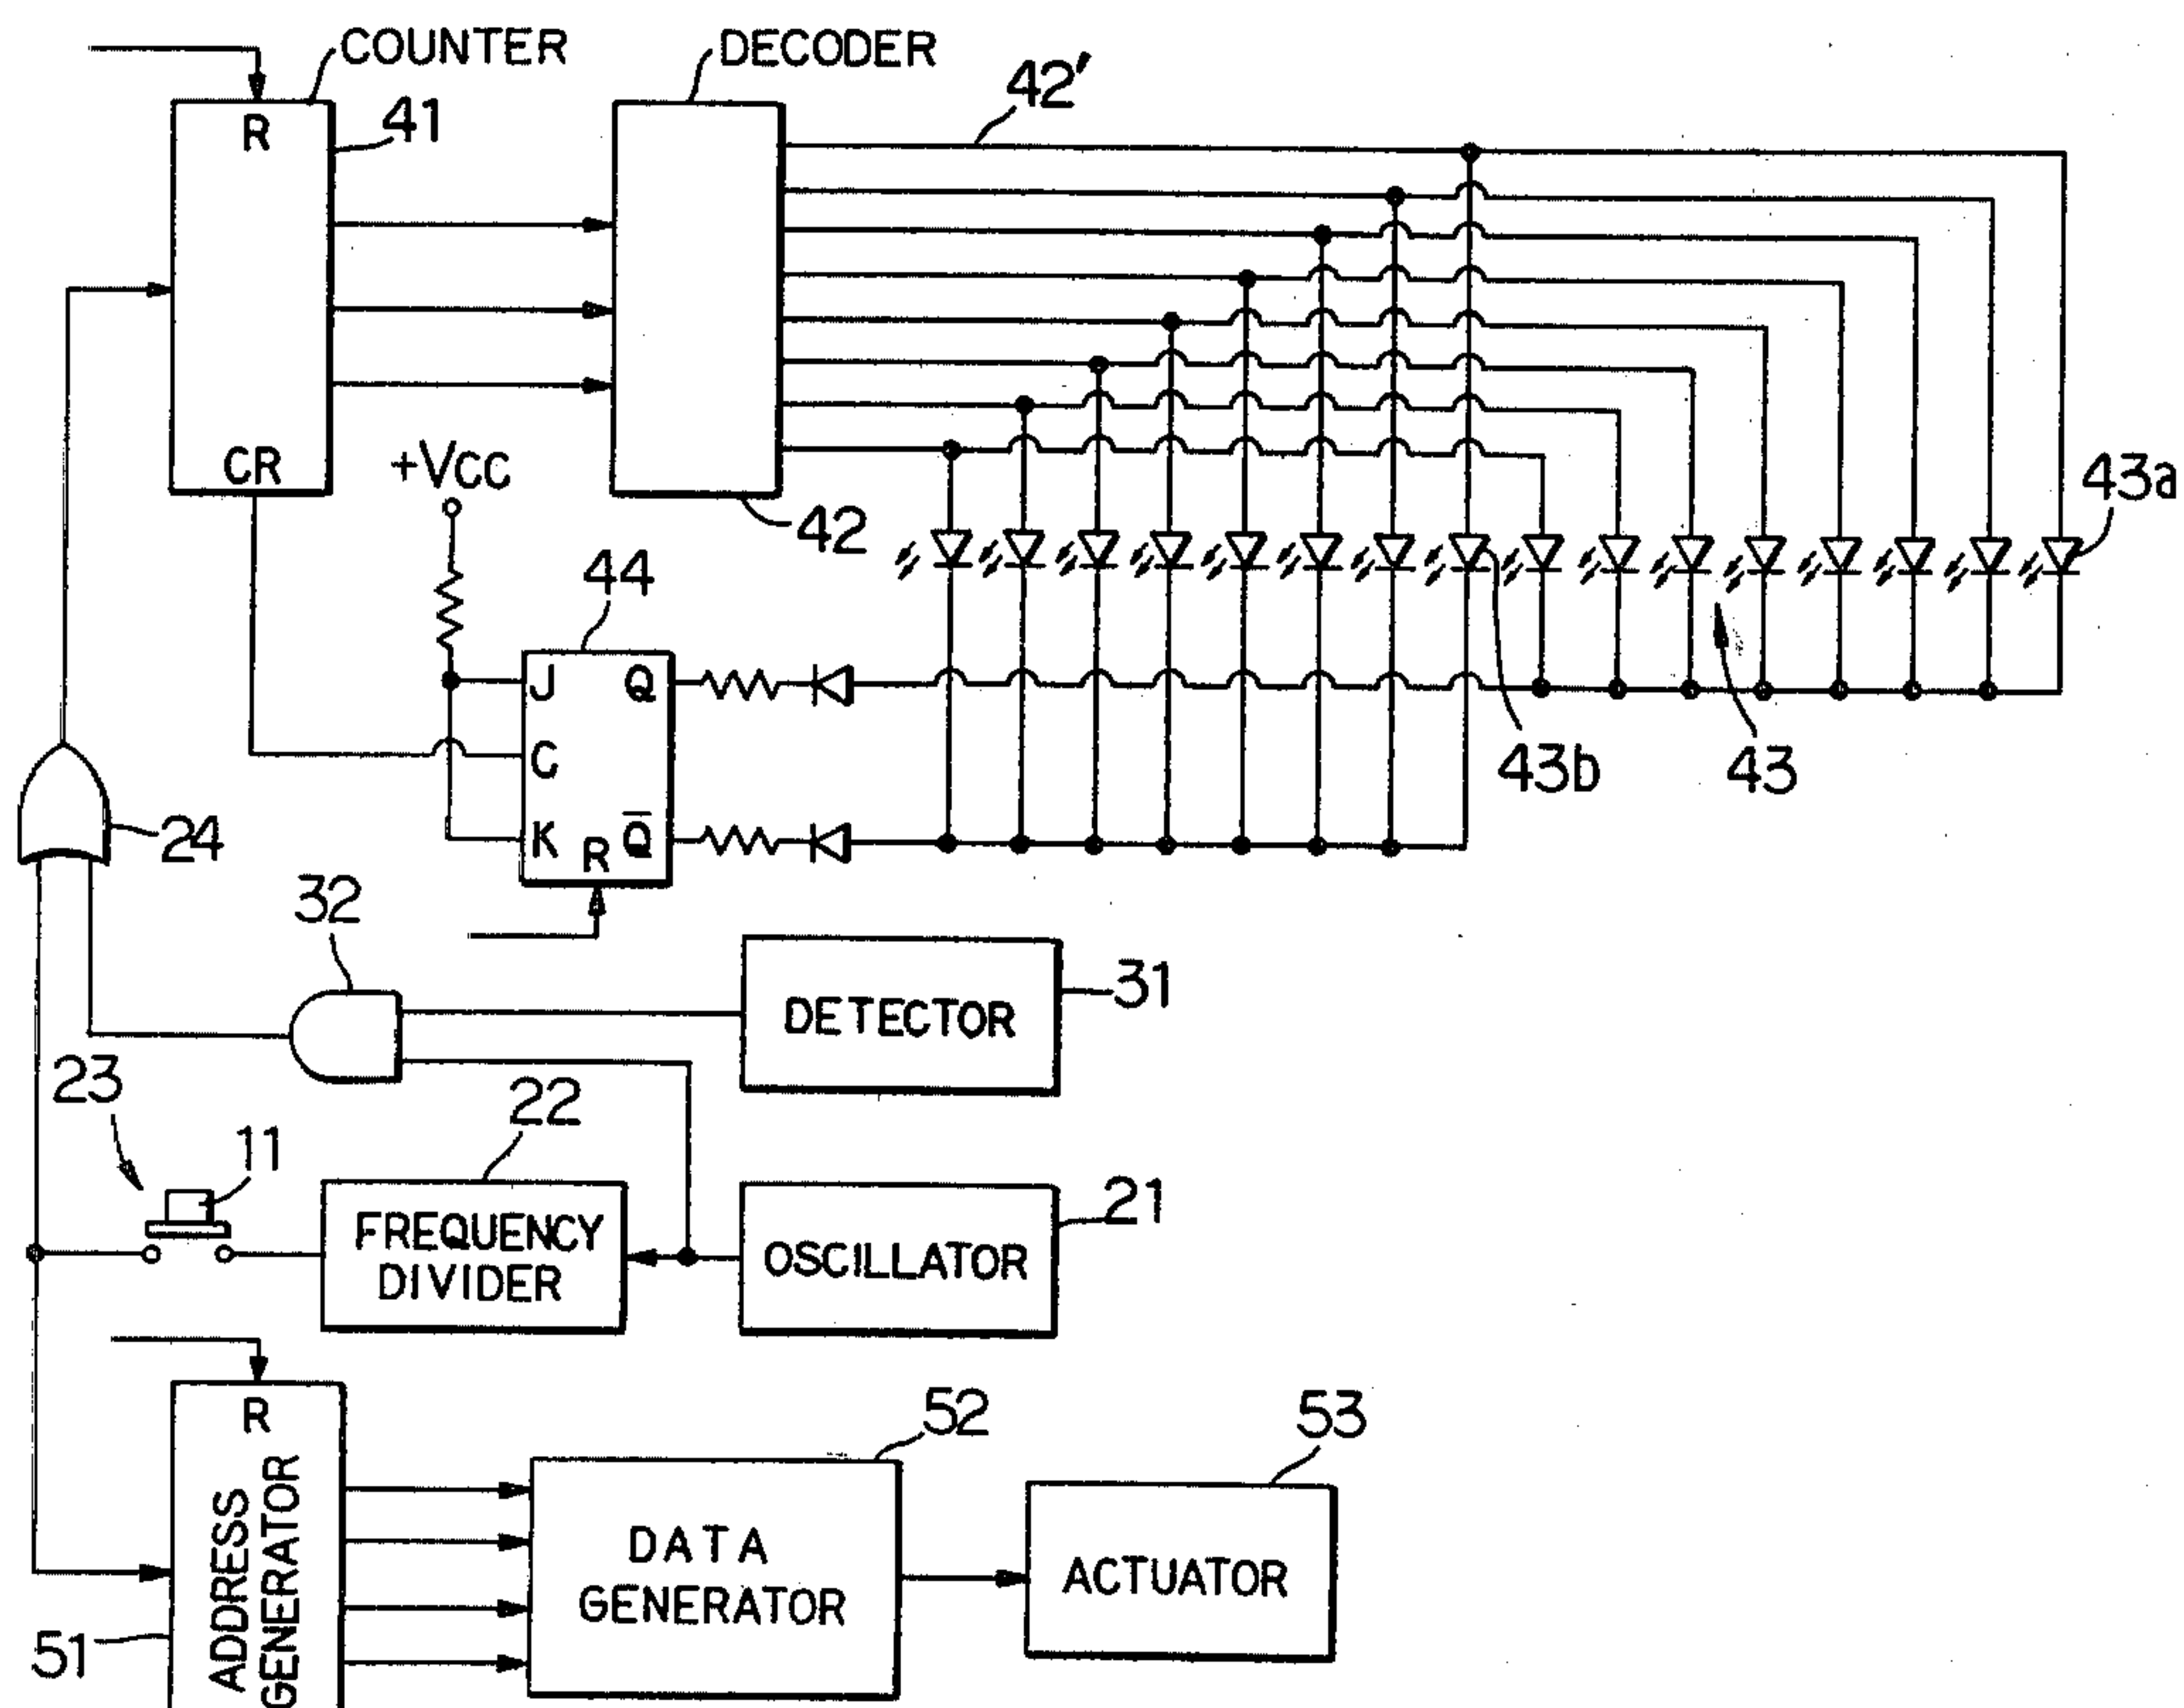 COUNTER
DECODER
42'
R
41
CR
+VCC
42
43a
44
J
Q
C
K
R
Q̅
43b
43
24
32
DETECTOR
31
23
11
22
FREQUENCY
DIVIDER
OSCILLATOR
21
R
ADDRESS
GENERATOR
51
52
DATA
GENERATOR
53
ACTUATOR